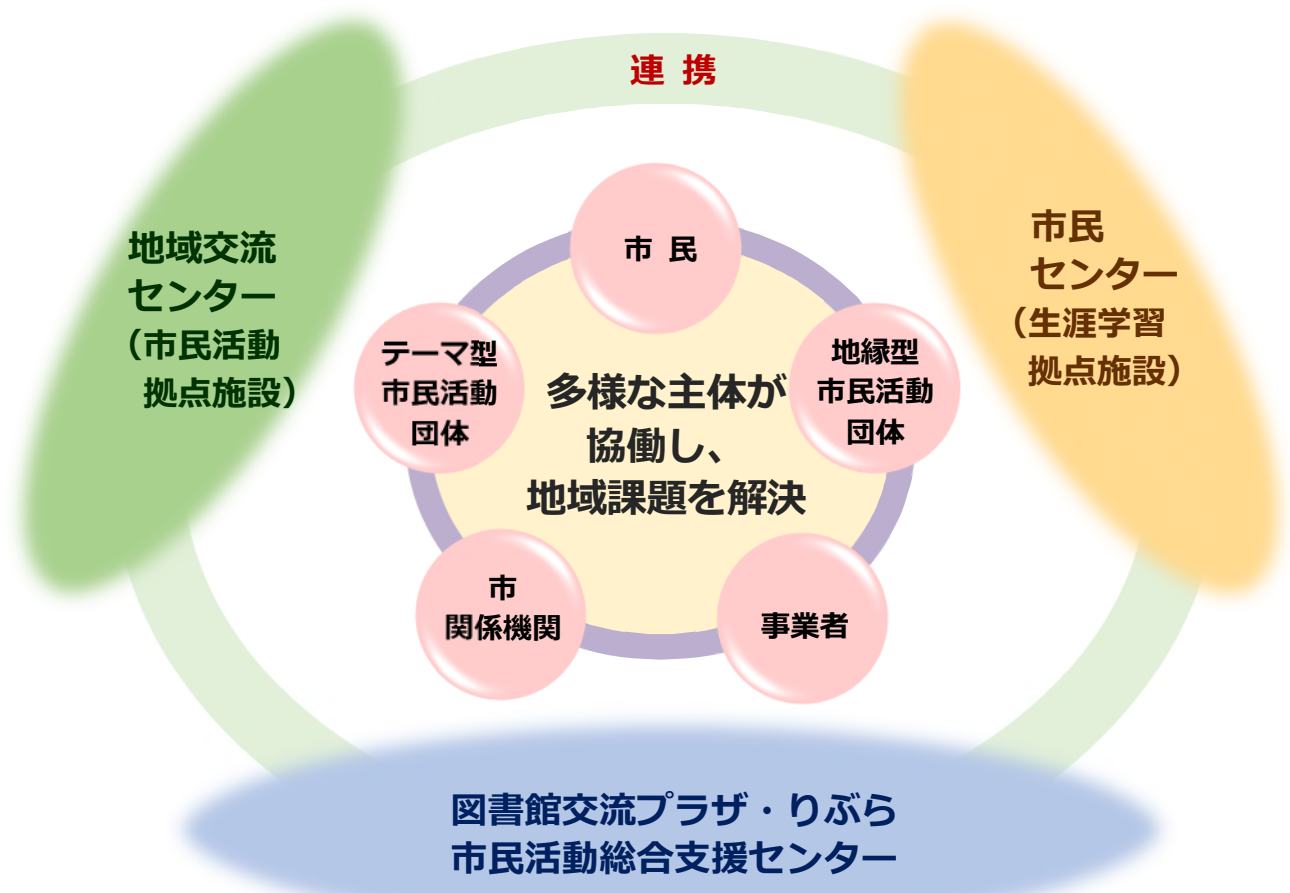 連 携
地域交流
センター
（市民活動
拠点施設）
市民
センター
（生涯学習
拠点施設）
市 民
テーマ型
市民活動
団体
地縁型
市民活動
団体
多様な主体が
協働し、
地域課題を解決
市
関係機関
事業者
図書館交流プラザ・りぶら
市民活動総合支援センター